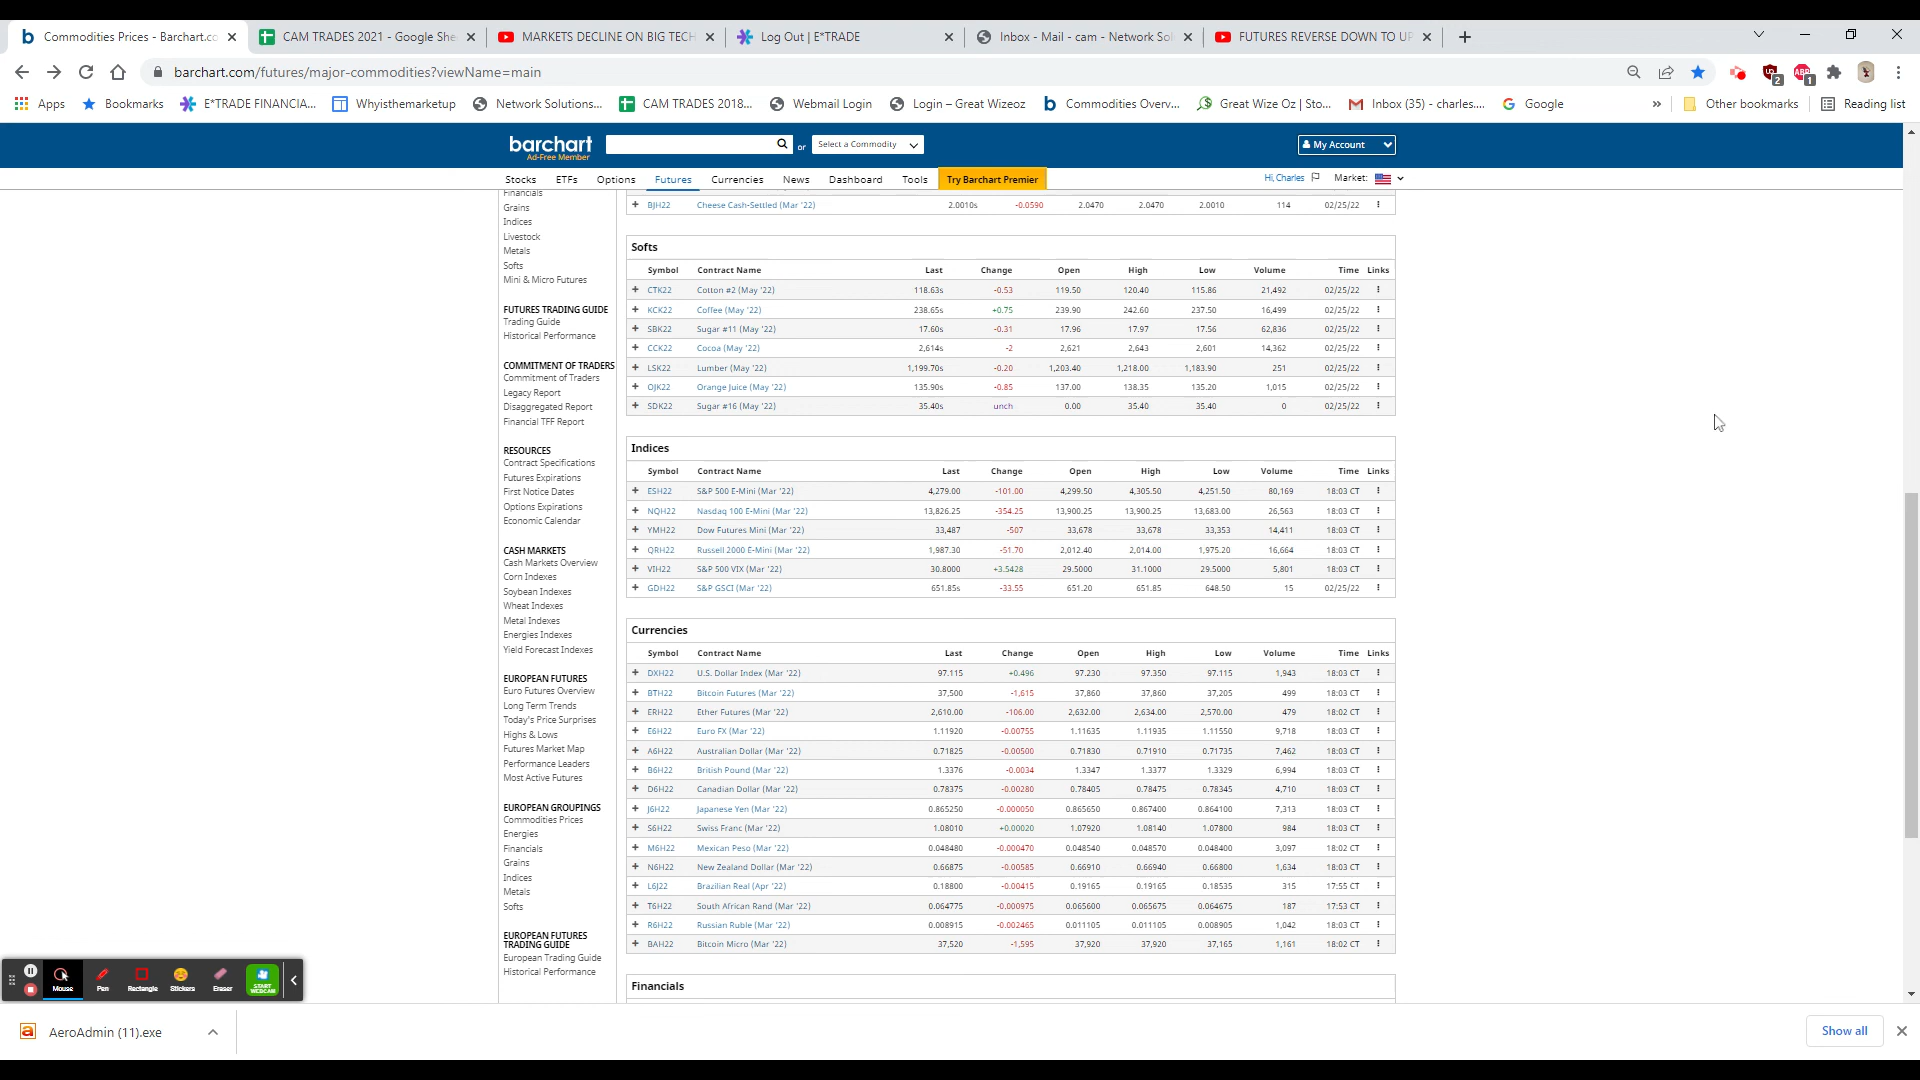 Commodities Prices - Barchart.co
CAM TRADES 2021 - Google She
MARKETS DECLINE ON BIG TECH
Log Out | E*TRADE
Inbox - Mail - cam - Network Sol
FUTURES REVERSE DOWN TO UP
barchart.com/futures/major-commodities?viewName=main
2
1
Apps
Bookmarks
E*TRADE FINANCIA...
Whyisthemarketup
Network Solutions...
CAM TRADES 2018...
Webmail Login
Login – Great Wizeoz
Commodities Overv...
Great Wize Oz | Sto...
Inbox (35) - charles....
Google
»
Other bookmarks
Reading list
barchart
Ad-Free Member
or
Select a Commodity
My Account
Stocks ETFs Options Futures Currencies News Dashboard Tools Try Barchart Premier
Hi, Charles
Market:
Financials
Grains
Indices
Livestock
Metals
Softs
Mini & Micro Futures
FUTURES TRADING GUIDE
Trading Guide
Historical Performance
COMMITMENT OF TRADERS
Commitment of Traders
Legacy Report
Disaggregated Report
Financial TFF Report
RESOURCES
Contract Specifications
Futures Expirations
First Notice Dates
Options Expirations
Economic Calendar
CASH MARKETS
Cash Markets Overview
Corn Indexes
Soybean Indexes
Wheat Indexes
Metal Indexes
Energies Indexes
Yield Forecast Indexes
EUROPEAN FUTURES
Euro Futures Overview
Long Term Trends
Today's Price Surprises
Highs & Lows
Futures Market Map
Performance Leaders
Most Active Futures
EUROPEAN GROUPINGS
Commodities Prices
Energies
Financials
Grains
Indices
Metals
Softs
EUROPEAN FUTURES
TRADING GUIDE
European Trading Guide
Historical Performance
+ BJH22 Cheese Cash-Settled (Mar '22) 2.0010s -0.0590 2.0470 2.0470 2.0010 114 02/25/22
Softs
Symbol Contract Name Last Change Open High Low Volume Time Links
+ CTK22 Cotton #2 (May '22) 118.63s -0.53 119.50 120.40 115.86 21,492 02/25/22
+ KCK22 Coffee (May '22) 238.65s +0.75 239.90 242.60 237.50 16,499 02/25/22
+ SBK22 Sugar #11 (May '22) 17.60s -0.31 17.96 17.97 17.56 62,836 02/25/22
+ CCK22 Cocoa (May '22) 2,614s -2 2,621 2,643 2,601 14,362 02/25/22
+ LSK22 Lumber (May '22) 1,199.70s -0.20 1,203.40 1,218.00 1,183.90 251 02/25/22
+ OJK22 Orange Juice (May '22) 135.90s -0.85 137.00 138.35 135.20 1,015 02/25/22
+ SDK22 Sugar #16 (May '22) 35.40s unch 0.00 35.40 35.40 0 02/25/22
Indices
Symbol Contract Name Last Change Open High Low Volume Time Links
+ ESH22 S&P 500 E-Mini (Mar '22) 4,279.00 -101.00 4,299.50 4,305.50 4,251.50 80,169 18:03 CT
+ NQH22 Nasdaq 100 E-Mini (Mar '22) 13,826.25 -354.25 13,900.25 13,900.25 13,683.00 26,563 18:03 CT
+ YMH22 Dow Futures Mini (Mar '22) 33,487 -507 33,678 33,678 33,353 14,411 18:03 CT
+ QRH22 Russell 2000 E-Mini (Mar '22) 1,987.30 -51.70 2,012.40 2,014.00 1,975.20 16,664 18:03 CT
+ VIH22 S&P 500 VIX (Mar '22) 30.8000 +3.5428 29.5000 31.1000 29.5000 5,801 18:03 CT
+ GDH22 S&P GSCI (Mar '22) 651.85s -33.55 651.20 651.85 648.50 15 02/25/22
Currencies
Symbol Contract Name Last Change Open High Low Volume Time Links
+ DXH22 U.S. Dollar Index (Mar '22) 97.115 +0.496 97.230 97.350 97.115 1,943 18:03 CT
+ BTH22 Bitcoin Futures (Mar '22) 37,500 -1,615 37,860 37,860 37,205 499 18:03 CT
+ ERH22 Ether Futures (Mar '22) 2,610.00 -106.00 2,632.00 2,634.00 2,570.00 479 18:02 CT
+ E6H22 Euro FX (Mar '22) 1.11920 -0.00755 1.11635 1.11935 1.11550 9,718 18:03 CT
+ A6H22 Australian Dollar (Mar '22) 0.71825 -0.00500 0.71830 0.71910 0.71735 7,462 18:03 CT
+ B6H22 British Pound (Mar '22) 1.3376 -0.0034 1.3347 1.3377 1.3329 6,994 18:03 CT
+ D6H22 Canadian Dollar (Mar '22) 0.78375 -0.00280 0.78405 0.78475 0.78345 4,710 18:03 CT
+ J6H22 Japanese Yen (Mar '22) 0.865250 -0.000050 0.865650 0.867400 0.864100 7,313 18:03 CT
+ S6H22 Swiss Franc (Mar '22) 1.08010 +0.00020 1.07920 1.08140 1.07800 984 18:03 CT
+ M6H22 Mexican Peso (Mar '22) 0.048480 -0.000470 0.048540 0.048570 0.048400 3,097 18:02 CT
+ N6H22 New Zealand Dollar (Mar '22) 0.66875 -0.00585 0.66910 0.66940 0.66800 1,634 18:03 CT
+ L6J22 Brazilian Real (Apr '22) 0.18800 -0.00415 0.19165 0.19165 0.18535 315 17:55 CT
+ T6H22 South African Rand (Mar '22) 0.064775 -0.000975 0.065600 0.065675 0.064675 187 17:53 CT
+ R6H22 Russian Ruble (Mar '22) 0.008915 -0.002465 0.011105 0.011105 0.008905 1,042 18:03 CT
+ BAH22 Bitcoin Micro (Mar '22) 37,520 -1,595 37,920 37,920 37,165 1,161 18:02 CT
Financials
Mouse Pen Rectangle Stickers Eraser START WEBCAM
AeroAdmin (11).exe
Show all